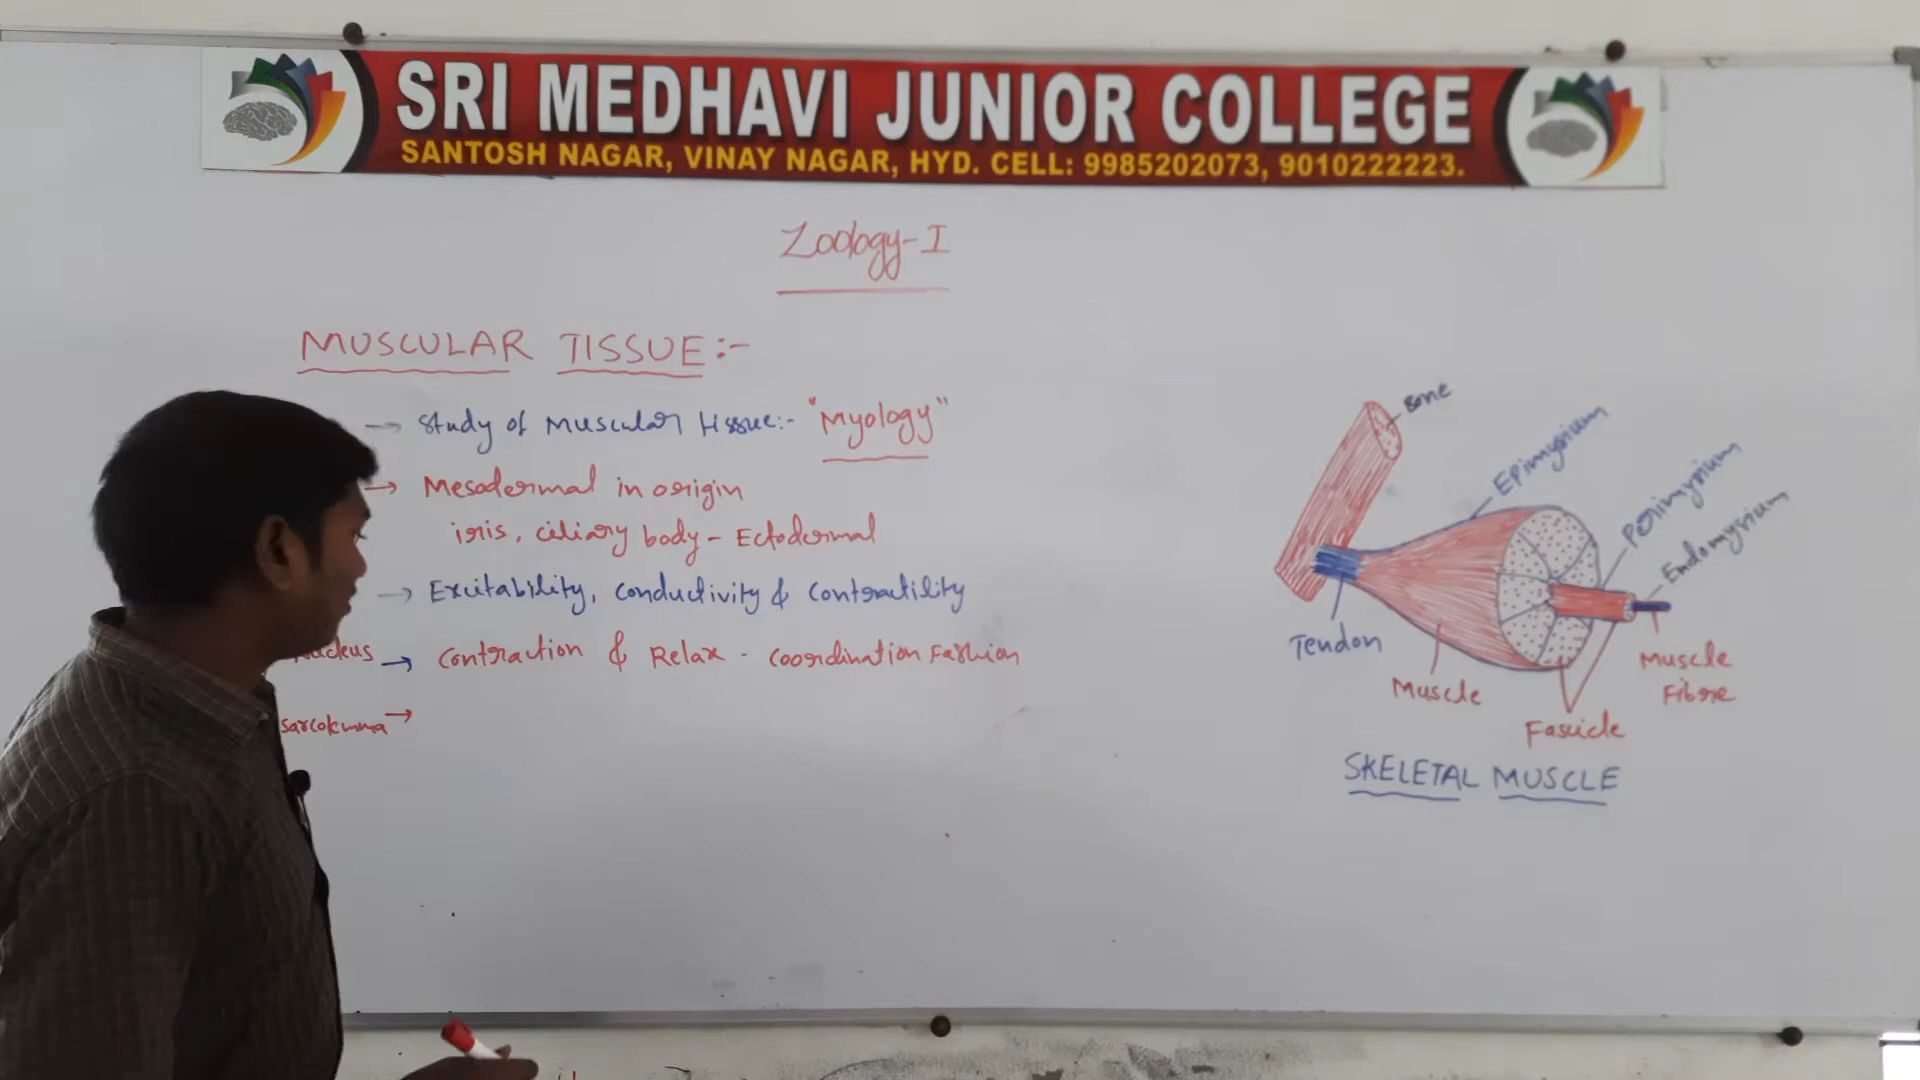 SRI MEDHAVI JUNIOR COLLEGE
SANTOSH NAGAR, VINAY NAGAR, HYD. CELL: 9985202073, 9010222223.
Zoology-I
MUSCULAR TISSUE:-
→ Study of Muscular tissue:- "Myology"
→ Mesodermal in origin
iris, ciliary body - Ectodermal
→ Excitability, Conductivity & Contractility
→ Contraction & Relax - Coordination Fashion
→
Bone
Epimysium
Perimysium
Endomysium
Tendon
Muscle
Muscle
Fibre
Fasicle
SKELETAL MUSCLE